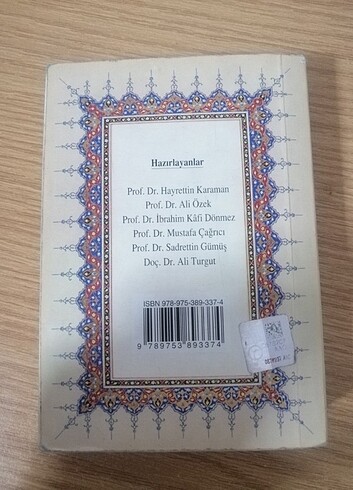 Hazırlayanlar
Prof. Dr. Hayrettin Karaman
Prof. Dr. Ali Özek
Prof. Dr. İbrahim Kâfi Dönmez
Prof. Dr. Mustafa Çağrıcı
Prof. Dr. Sadrettin Gümüş
Doç. Dr. Ali Turgut
ISBN 978-975-389-337-4
9 789753 893374